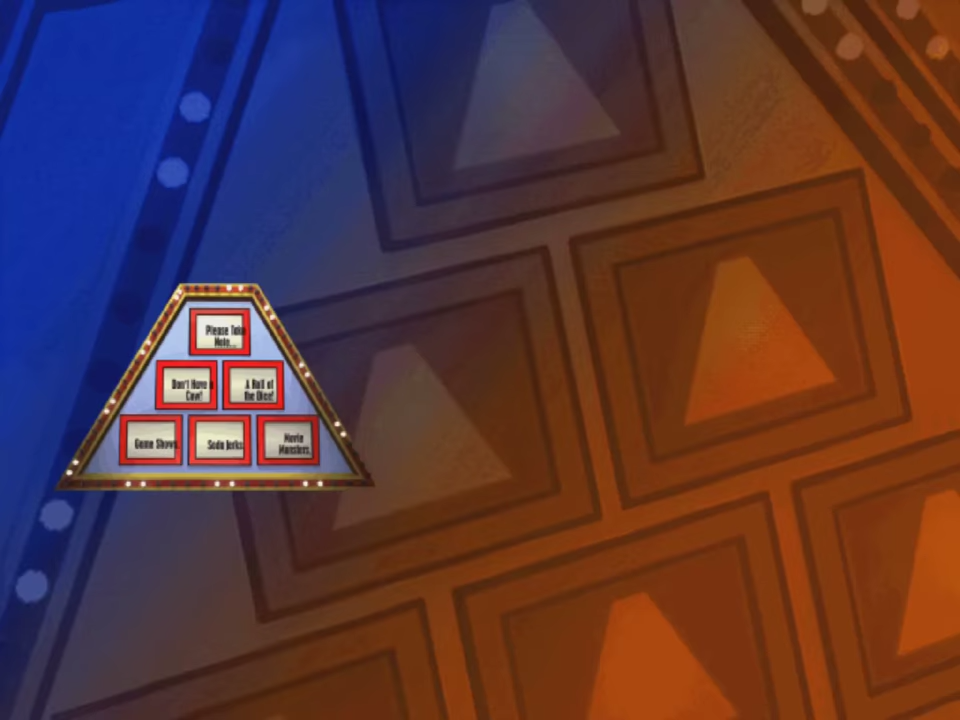 Please Take
Note...
Don't Have a
Cow!
A Roll of
the Dice!
Game Shows
Soda Jerks
Movie
Monsters